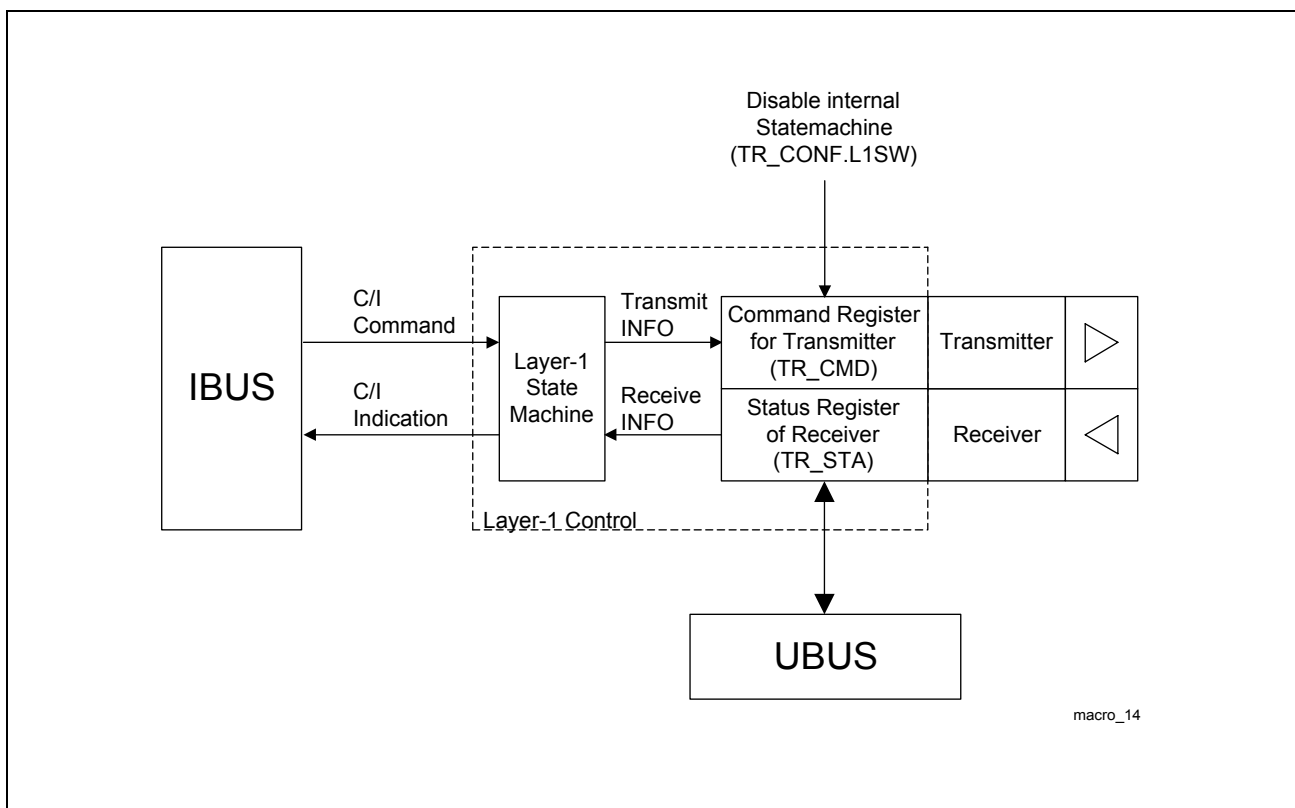 Disable internal
Statemachine
(TR_CONF.L1SW)
IBUS
C/I
Command
C/I
Indication
Layer-1
State
Machine
Transmit
INFO
Receive
INFO
Command Register
for Transmitter
(TR_CMD)
Transmitter
Status Register
of Receiver
(TR_STA)
Receiver
Layer-1 Control
UBUS
macro_14